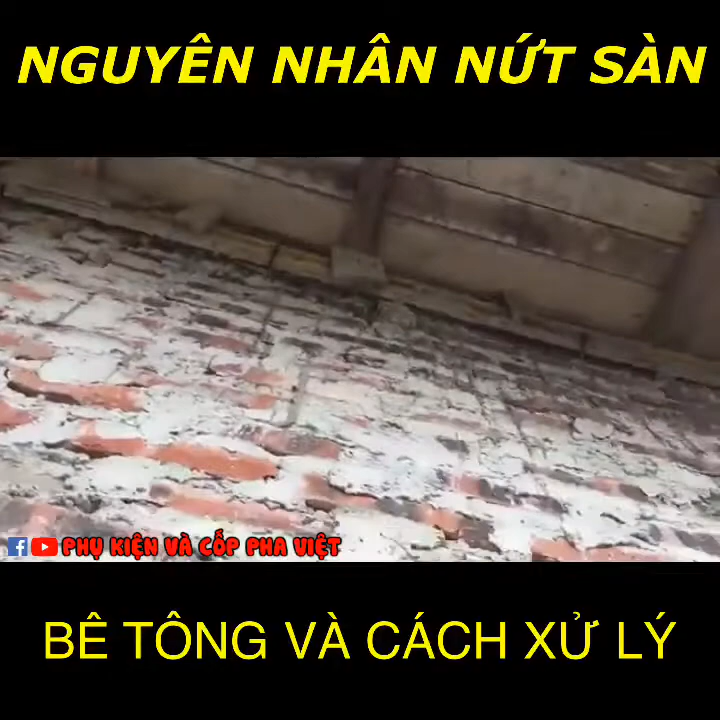 NGUYÊN NHÂN NỨT SÀN
PHỤ KIỆN VÀ CỐP PHA VIỆT
BÊ TÔNG VÀ CÁCH XỬ LÝ